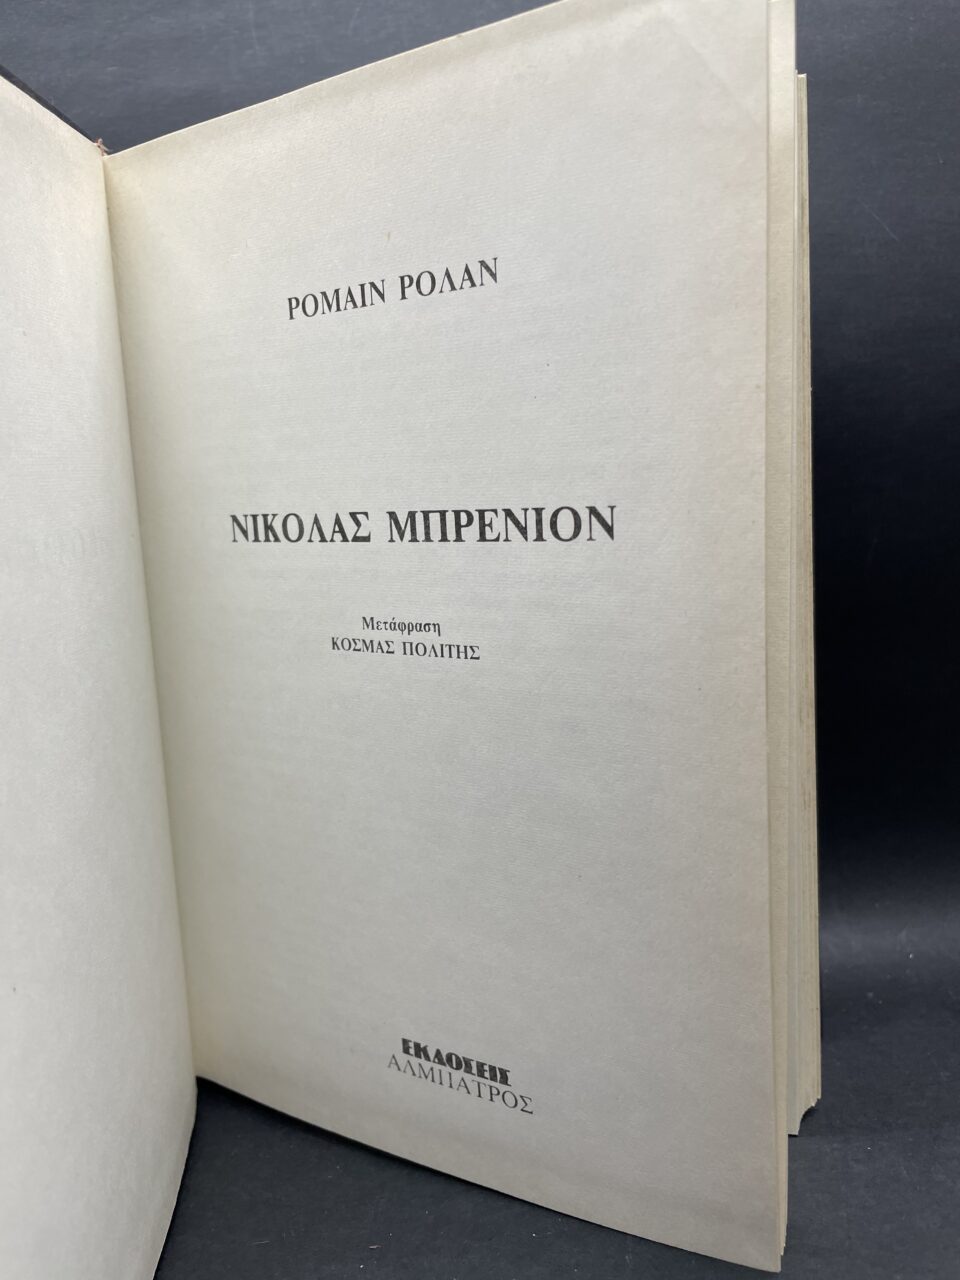 ΡΟΜΑΙΝ ΡΟΛΑΝ
ΝΙΚΟΛΑΣ ΜΠΡΕΝΙΟΝ
Μετάφραση
ΚΟΣΜΑΣ ΠΟΛΙΤΗΣ
ΕΚΔΟΣΕΙΣ
ΑΛΜΠΑΤΡΟΣ